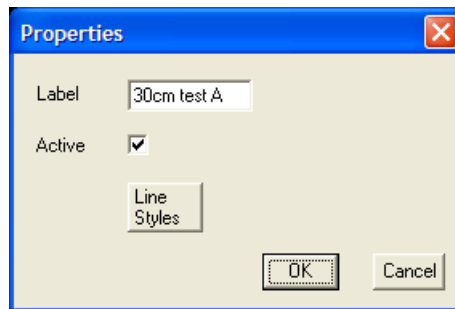 Properties
Label 30cm test A
Active
Line
Styles
OK Cancel